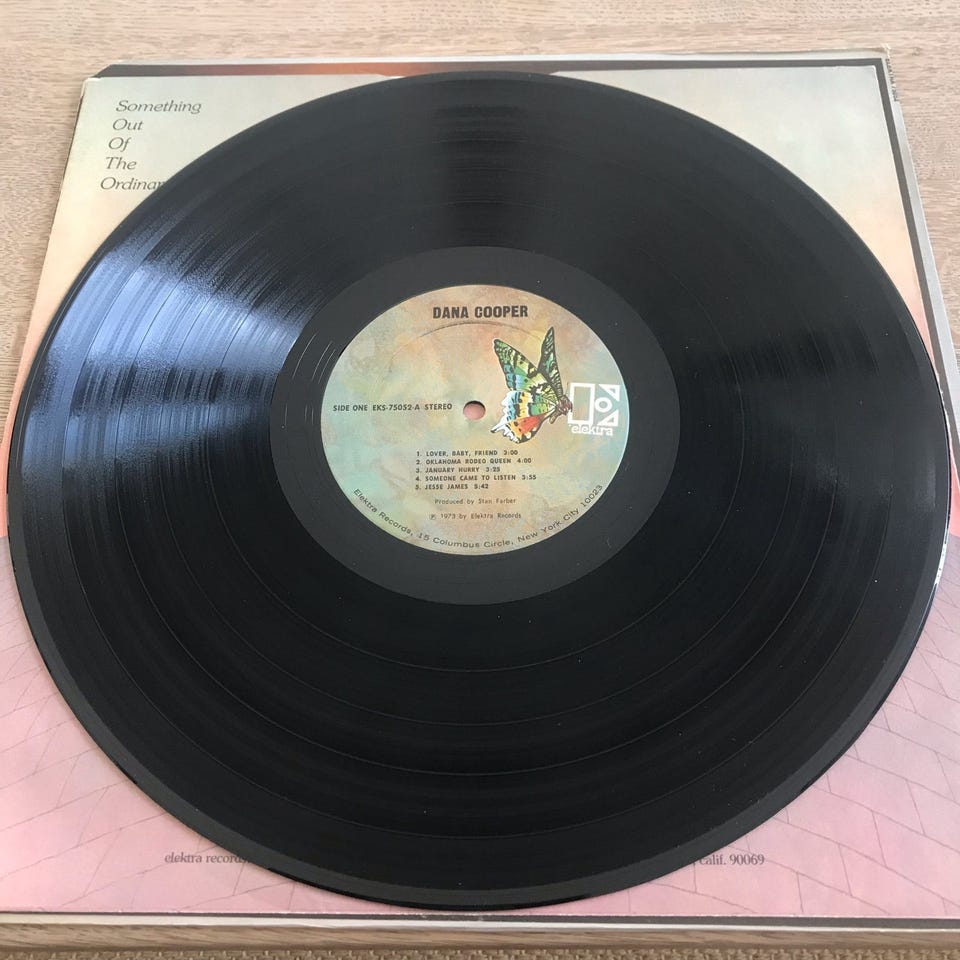 Something
Out
Of
The
DANA COOPER
SIDE ONE EKS-75052-A STEREO
elektra
1. LOVER, BABY, FRIEND 3:00
2. OKLAHOMA RODEO QUEEN 4:00
3. JANUARY HURRY 3:25
4. SOMEONE CAME TO LISTEN 3:55
5. JESSE JAMES 5:42
Produced by Stan Farber
℗ 1973 by Elektra Records
Elektra Records, 15 Columbus Circle, New York City 10023
elektra records
calif. 90069